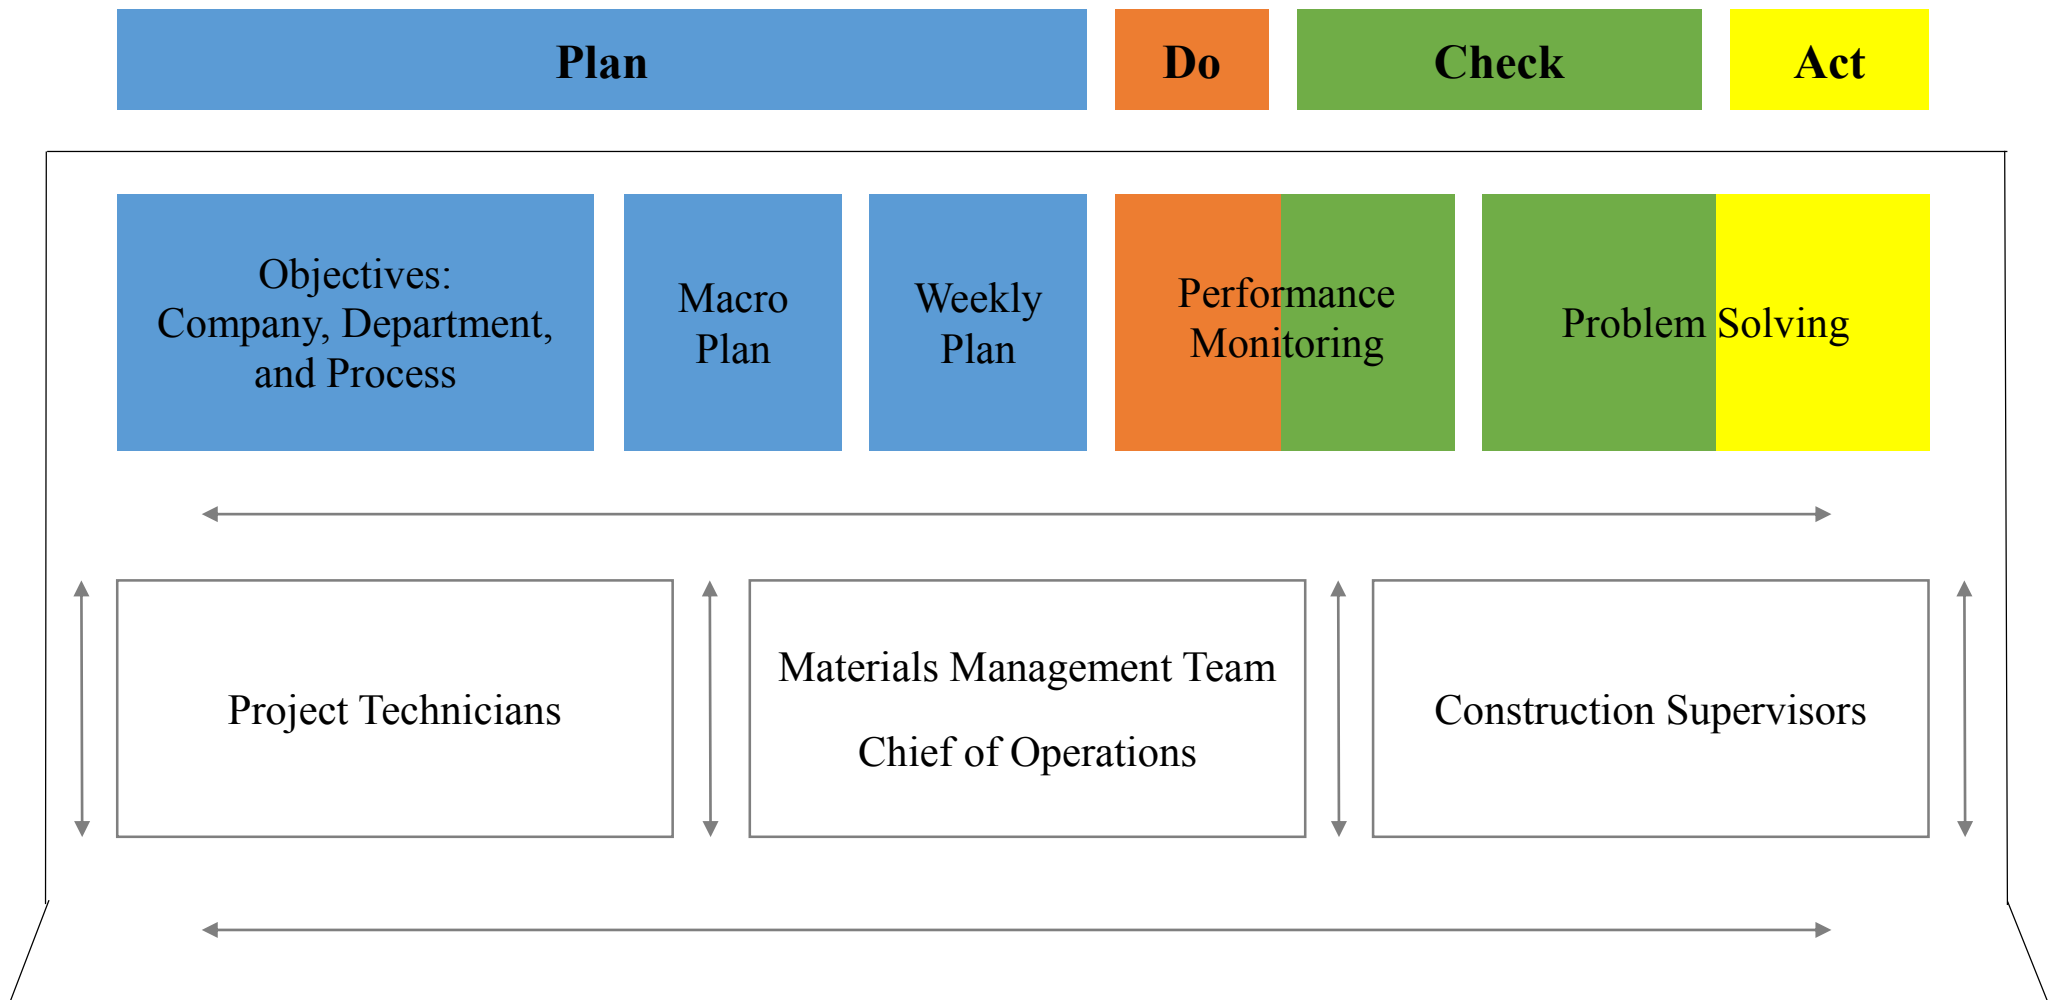 Plan
Do
Check
Act
Objectives:
Company, Department,
and Process
Macro
Plan
Weekly
Plan
Performance
Monitoring
Problem Solving
Project Technicians
Materials Management Team
Chief of Operations
Construction Supervisors